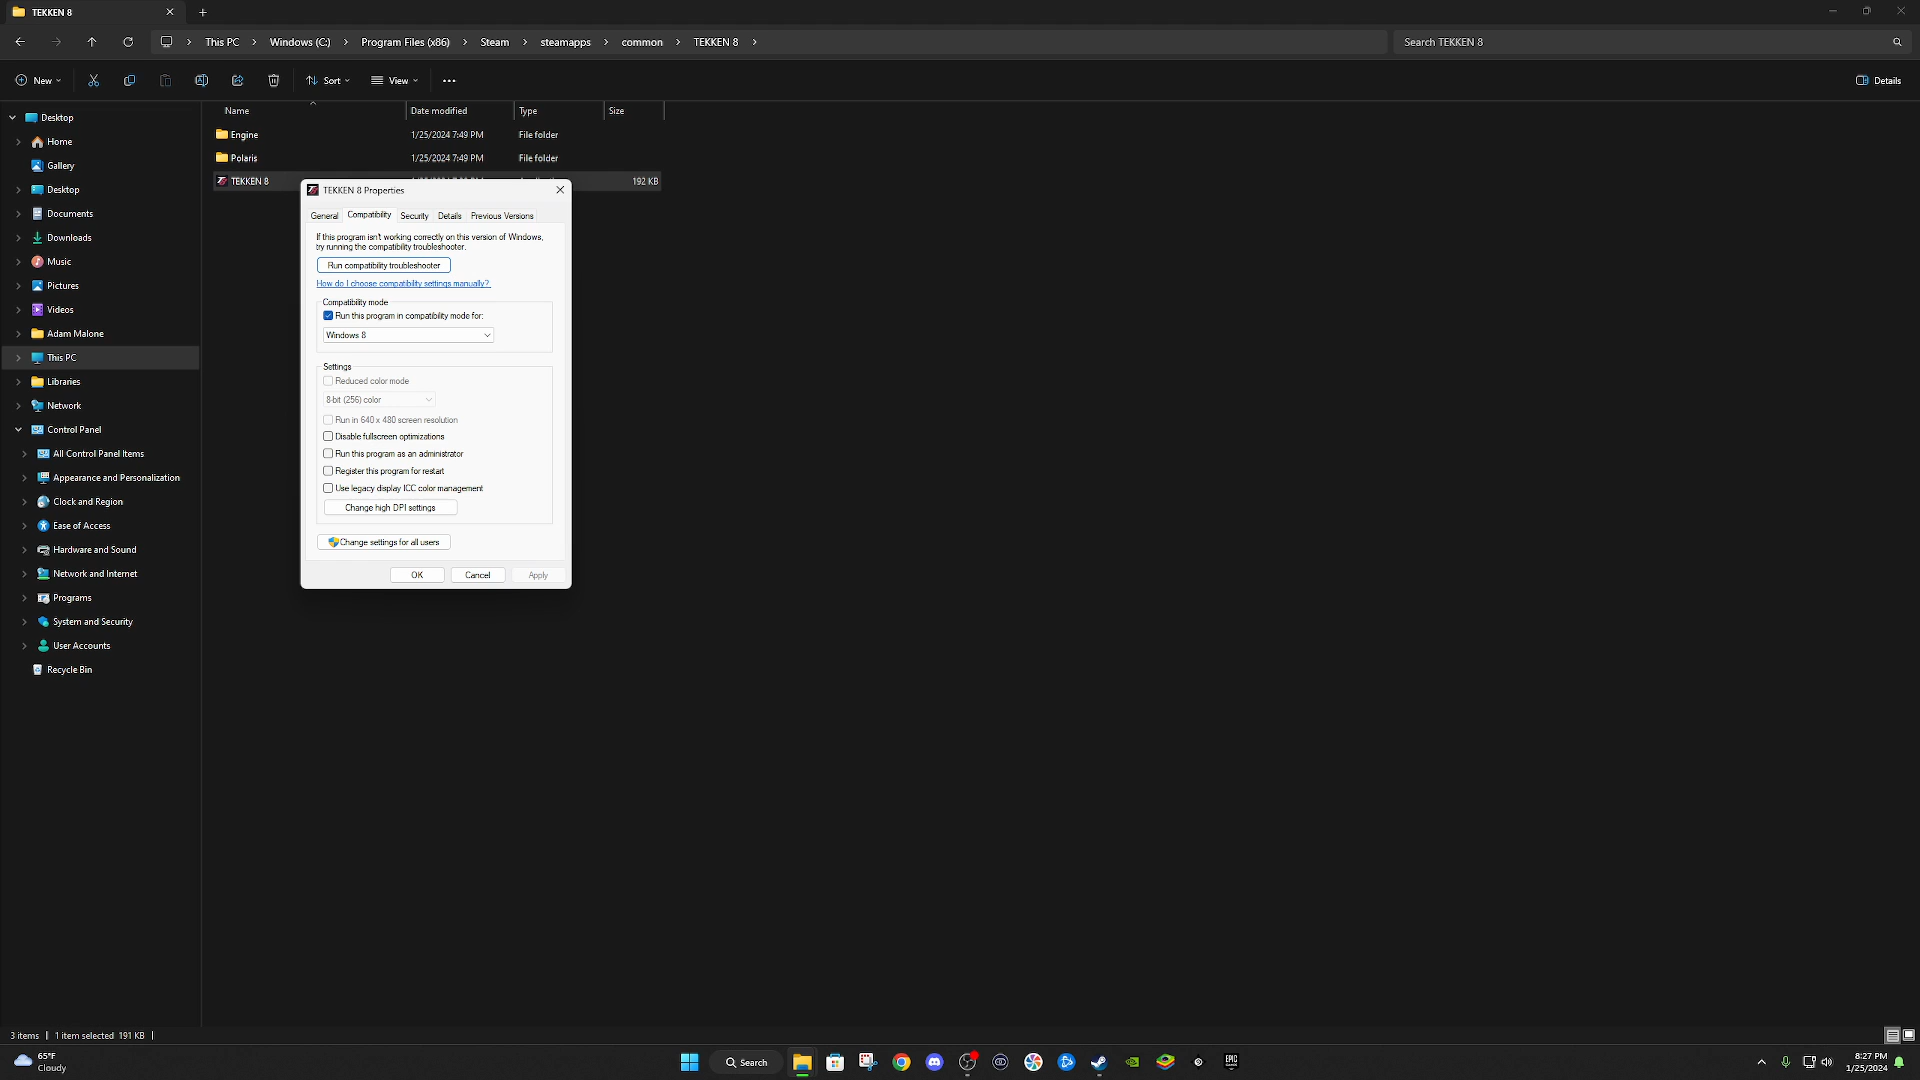 TEKKEN 8
This PC
Windows (C:)
Program Files (x86)
Steam
steamapps
common
TEKKEN 8
Search TEKKEN 8
New
Sort
View
Details
Name
Date modified
Type
Size
Desktop
Home
Gallery
Desktop
Documents
Downloads
Music
Pictures
Videos
Adam Malone
This PC
Libraries
Network
Control Panel
All Control Panel Items
Appearance and Personalization
Clock and Region
Ease of Access
Hardware and Sound
Network and Internet
Programs
System and Security
User Accounts
Recycle Bin
Engine 1/25/2024 7:49 PM File folder
Polaris 1/25/2024 7:49 PM File folder
TEKKEN 8 192 KB
TEKKEN 8 Properties
General Compatibility Security Details Previous Versions
If this program isn't working correctly on this version of Windows,
try running the compatibility troubleshooter.
Run compatibility troubleshooter
How do I choose compatibility settings manually?
Compatibility mode
Run this program in compatibility mode for:
Windows 8
Settings
Reduced color mode
8-bit (256) color
Run in 640 x 480 screen resolution
Disable fullscreen optimizations
Run this program as an administrator
Register this program for restart
Use legacy display ICC color management
Change high DPI settings
Change settings for all users
OK Cancel Apply
3 items 1 item selected 191 KB
65°F
Cloudy
Search
EPIC
8:27 PM
1/25/2024